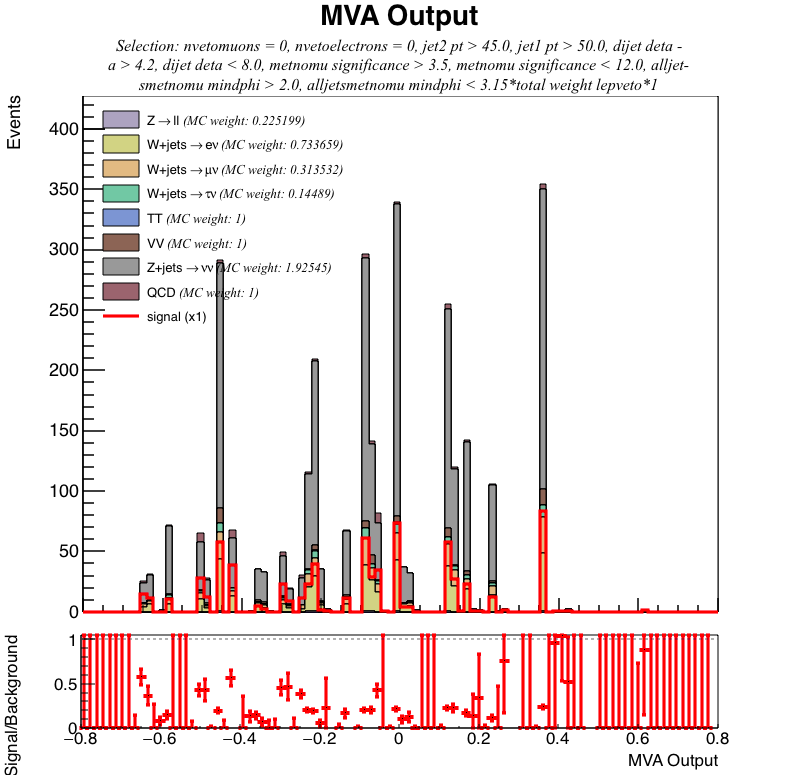 MVA Output
Selection: nvetomuons = 0, nvetoelectrons = 0, jet2 pt > 45.0, jet1 pt > 50.0, dijet deta -
a > 4.2, dijet deta < 8.0, metnomu significance > 3.5, metnomu significance < 12.0, alljet-
smetnomu mindphi > 2.0, alljetsmetnomu mindphi < 3.15*total weight lepveto*1
Events
400
350
300
250
200
150
100
50
0
Z→ll (MC weight: 0.225199)
W+jets→eν (MC weight: 0.733659)
W+jets→μν (MC weight: 0.313532)
W+jets→τν (MC weight: 0.14489)
TT (MC weight: 1)
VV (MC weight: 1)
Z+jets→νν (MC weight: 1.92545)
QCD (MC weight: 1)
signal (x1)
Signal/Background
1
0.5
0
−0.8 −0.6 −0.4 −0.2 0 0.2 0.4 0.6 0.8
MVA Output